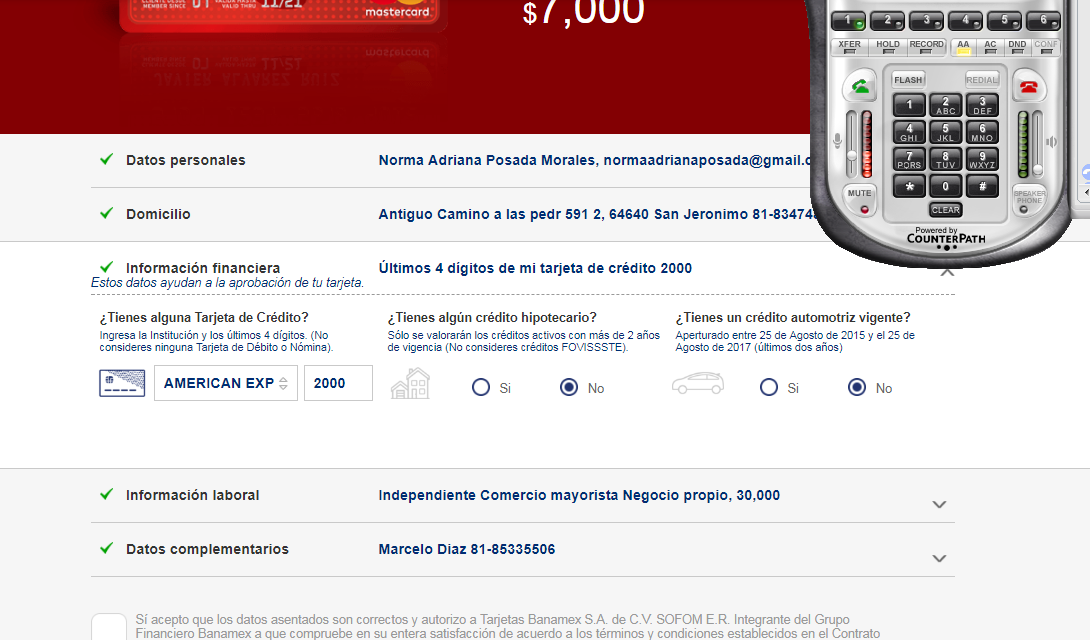 CLIENTE DESDE
MEMBER SINCE
VALIDA HASTA
VALID THRU
11/21
mastercard
$7,000
1 2 3 4 5 6
XFER HOLD RECORD AA AC DND CONF
FLASH REDIAL
1 2 ABC 3 DEF
4 GHI 5 JKL 6 MNO
7 PQRS 8 TUV 9 WXYZ
* 0 #
MUTE
SPEAKER PHONE
CLEAR
Powered by
COUNTERPATH
Datos personales Norma Adriana Posada Morales, normaadrianaposada@gmail.c
Domicilio Antiguo Camino a las pedr 591 2, 64640 San Jeronimo 81-83474
Información financiera Últimos 4 dígitos de mi tarjeta de crédito 2000
Estos datos ayudan a la aprobación de tu tarjeta.
¿Tienes alguna Tarjeta de Crédito?
Ingresa la Institución y los últimos 4 dígitos. (No
consideres ninguna Tarjeta de Débito o Nómina).
AMERICAN EXP 2000
¿Tienes algún crédito hipotecario?
Sólo se valorarán los créditos activos con más de 2 años
de vigencia (No consideres créditos FOVISSSTE).
Si No
¿Tienes un crédito automotriz vigente?
Aperturado entre 25 de Agosto de 2015 y el 25 de
Agosto de 2017 (últimos dos años)
Si No
Información laboral Independiente Comercio mayorista Negocio propio, 30,000
Datos complementarios Marcelo Diaz 81-85335506
Sí acepto que los datos asentados son correctos y autorizo a Tarjetas Banamex S.A. de C.V. SOFOM E.R. Integrante del Grupo
Financiero Banamex a que compruebe en su entera satisfacción de acuerdo a los términos y condiciones establecidos en el Contrato